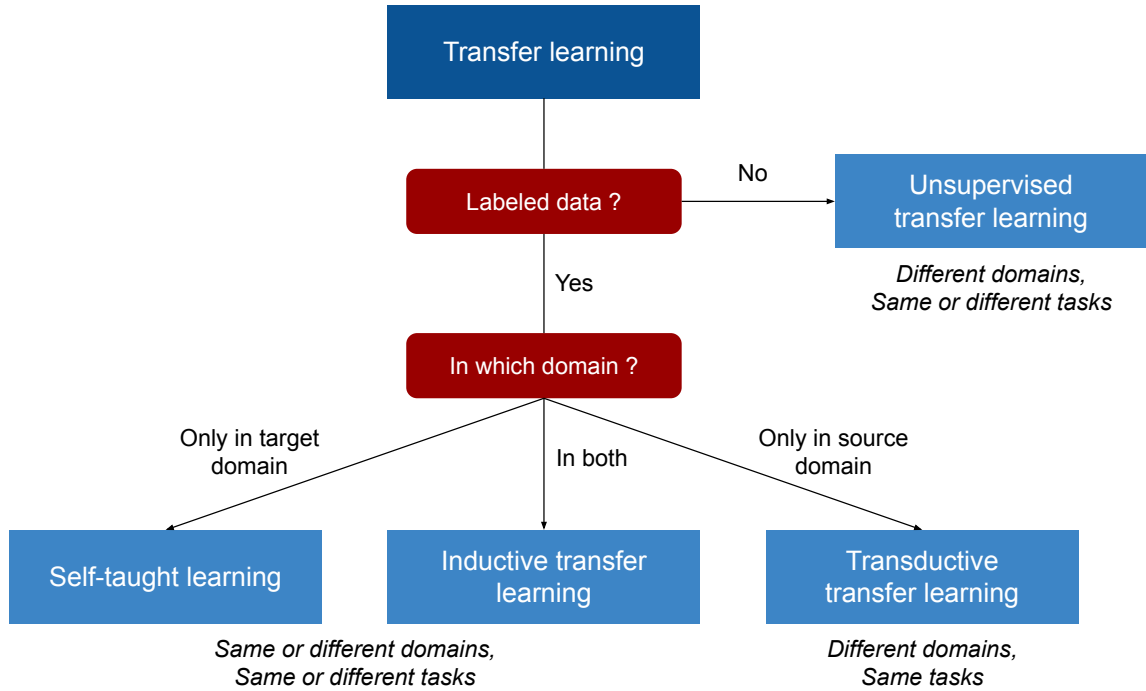 Transfer learning
Labeled data ?
No
Unsupervised
transfer learning
Different domains,
Same or different tasks
Yes
In which domain ?
Only in target
domain
In both
Only in source
domain
Self-taught learning
Inductive transfer
learning
Transductive
transfer learning
Same or different domains,
Same or different tasks
Different domains,
Same tasks